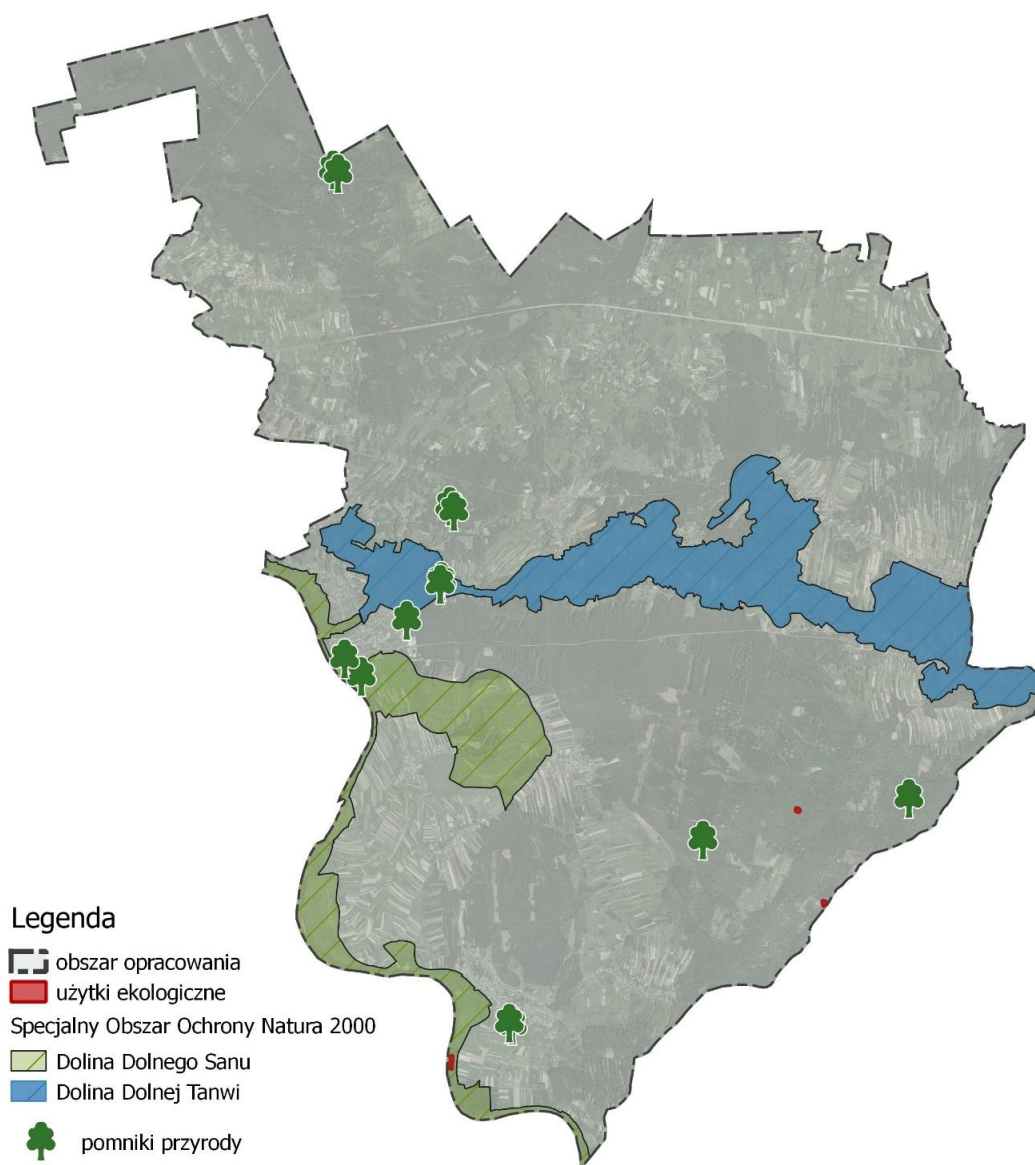 Legenda
obszar opracowania
użytki ekologiczne
Specjalny Obszar Ochrony Natura 2000
Dolina Dolnego Sanu
Dolina Dolnej Tanwi
pomniki przyrody